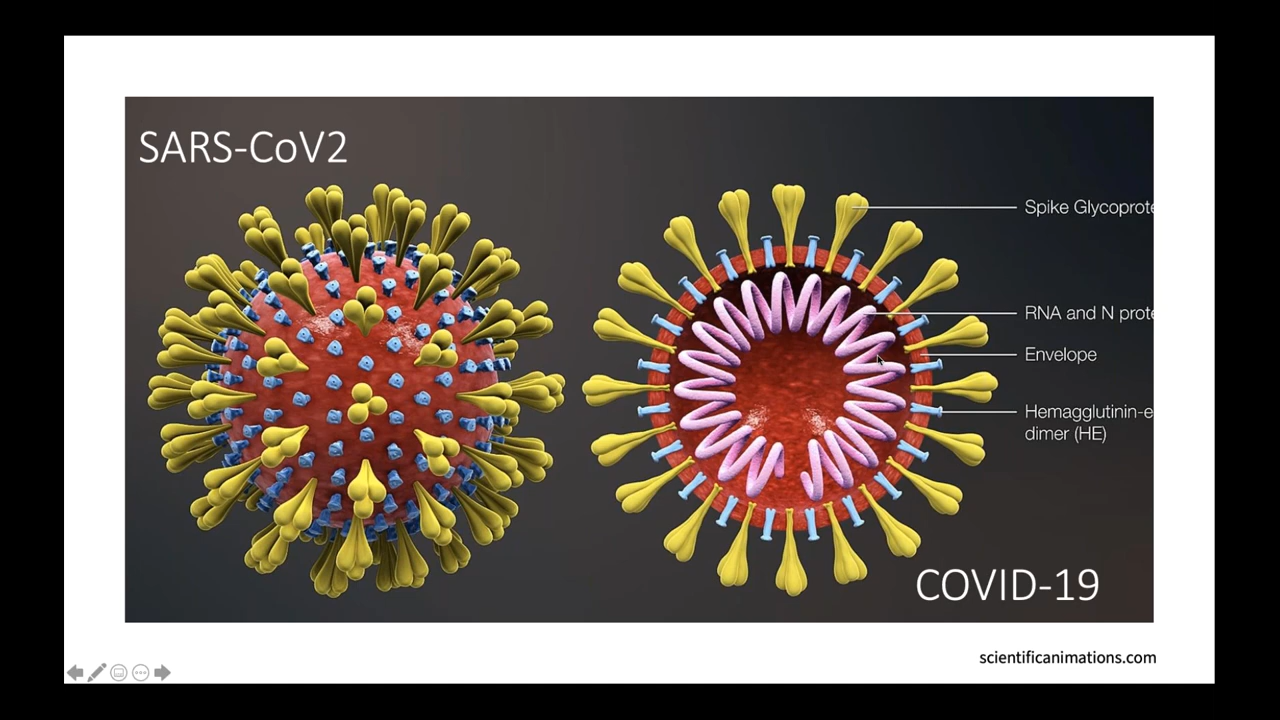 SARS-CoV2
Spike Glycoprote
RNA and N prote
Envelope
Hemagglutinin-e
dimer (HE)
COVID-19
scientificanimations.com